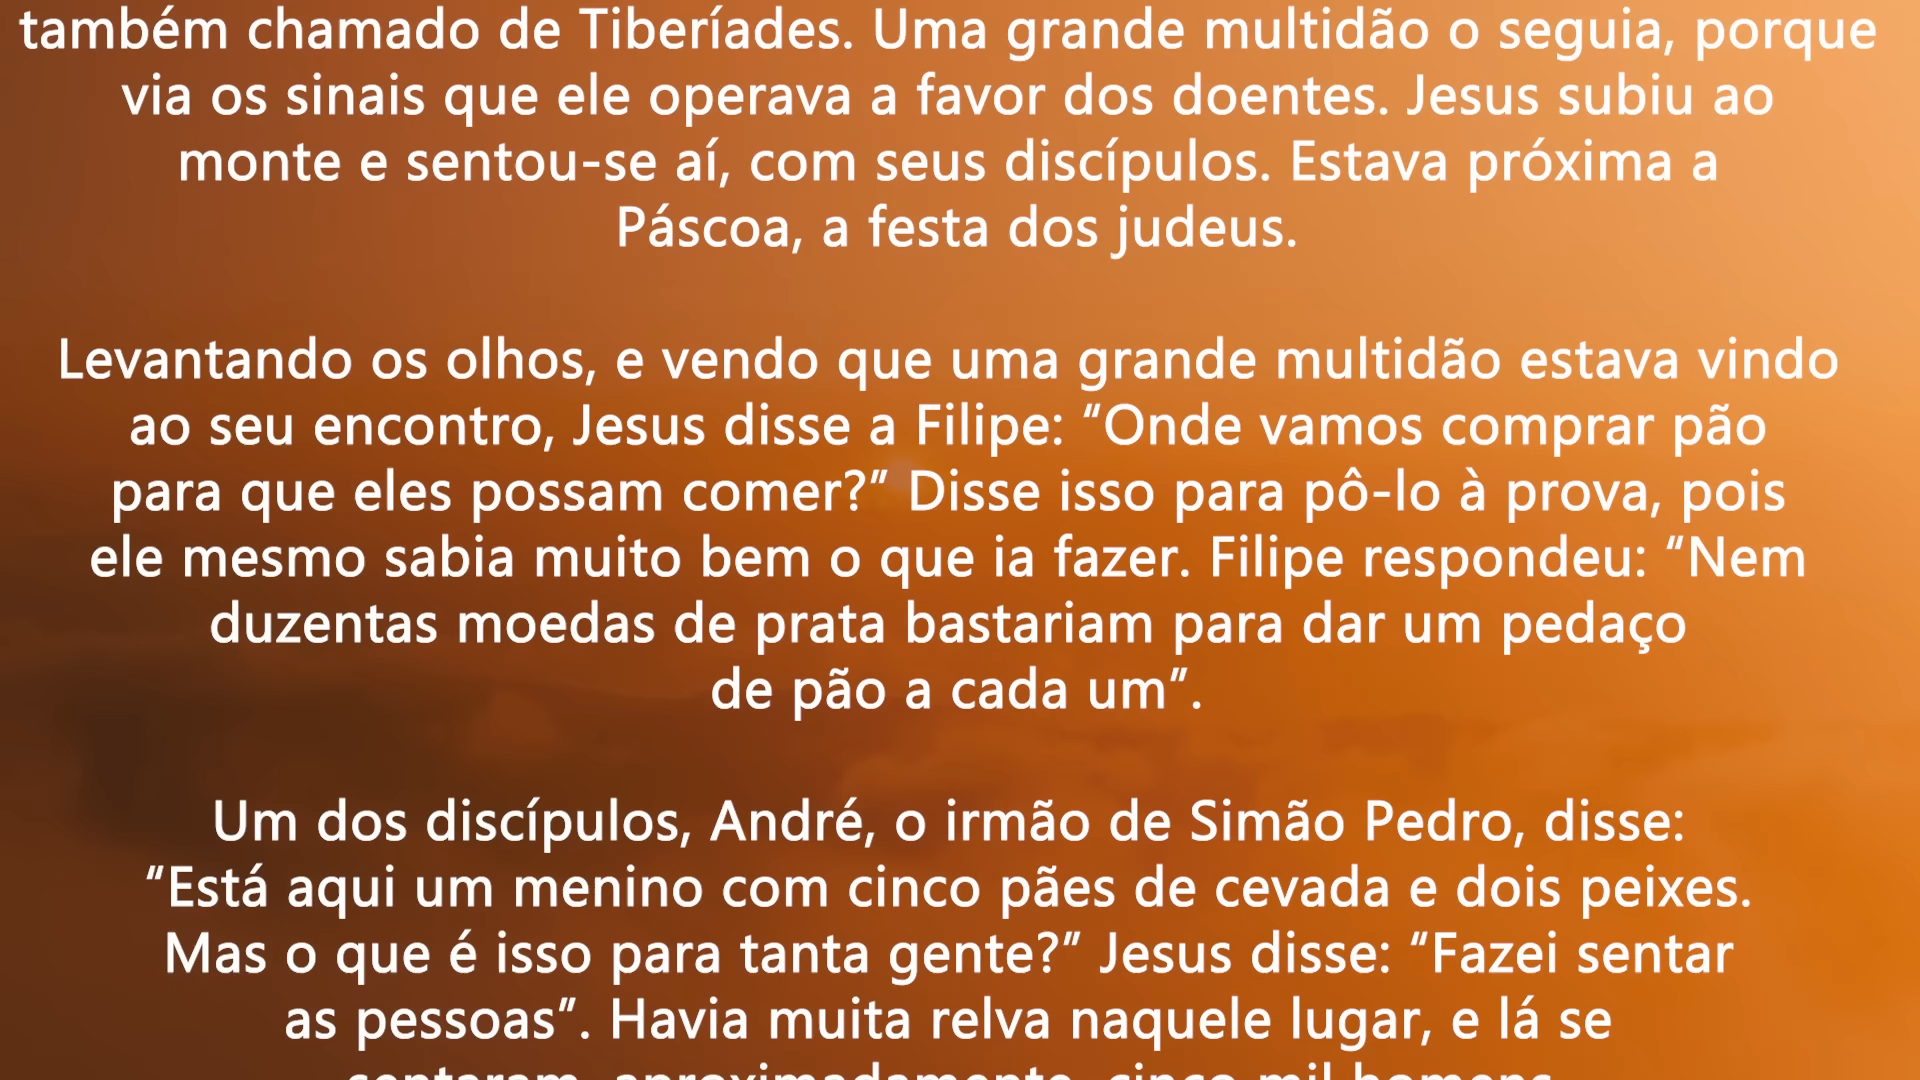 também chamado de Tiberíades. Uma grande multidão o seguia, porque
via os sinais que ele operava a favor dos doentes. Jesus subiu ao
monte e sentou-se aí, com seus discípulos. Estava próxima a
Páscoa, a festa dos judeus.
Levantando os olhos, e vendo que uma grande multidão estava vindo
ao seu encontro, Jesus disse a Filipe: “Onde vamos comprar pão
para que eles possam comer?” Disse isso para pô-lo à prova, pois
ele mesmo sabia muito bem o que ia fazer. Filipe respondeu: “Nem
duzentas moedas de prata bastariam para dar um pedaço
de pão a cada um”.
Um dos discípulos, André, o irmão de Simão Pedro, disse:
“Está aqui um menino com cinco pães de cevada e dois peixes.
Mas o que é isso para tanta gente?” Jesus disse: “Fazei sentar
as pessoas”. Havia muita relva naquele lugar, e lá se
sentaram, aproximadamente, cinco mil homens.